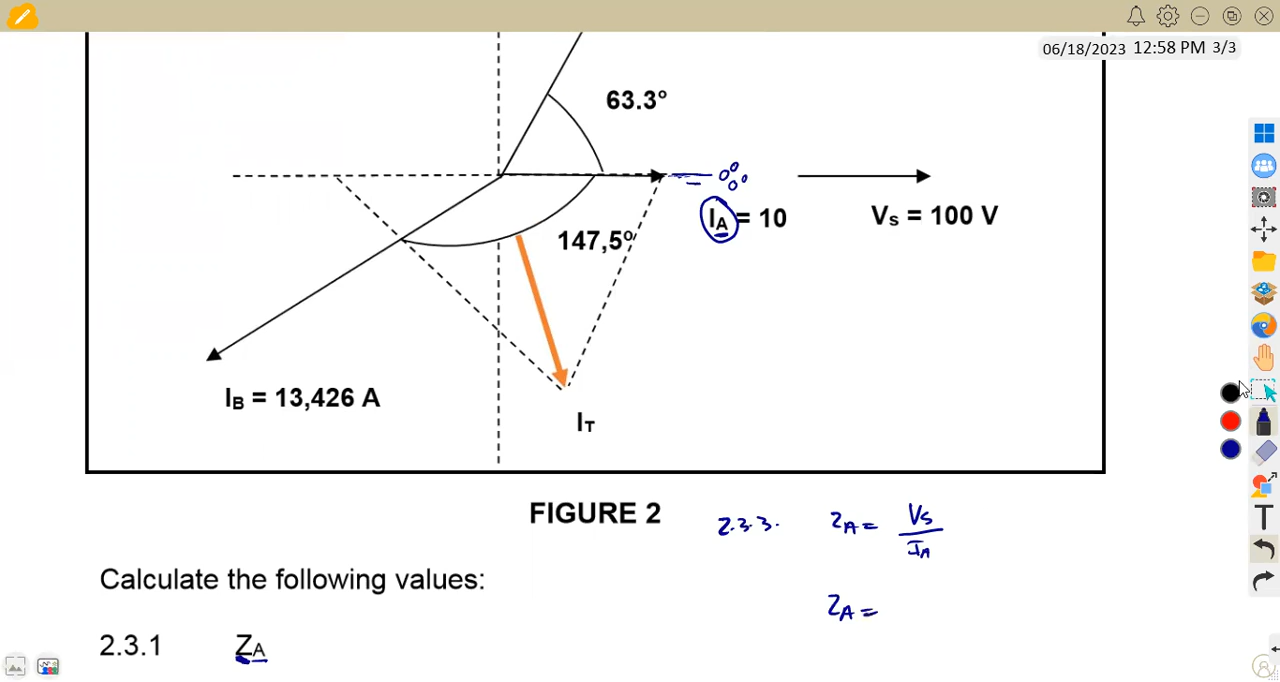 06/18/2023 12:58 PM 3/3
63.3°
IA = 10
Vs = 100 V
147,5°
IB = 13,426 A
IT
FIGURE 2
2.3.3. ZA = Vs / IA
Calculate the following values:
ZA =
2.3.1 ZA
T